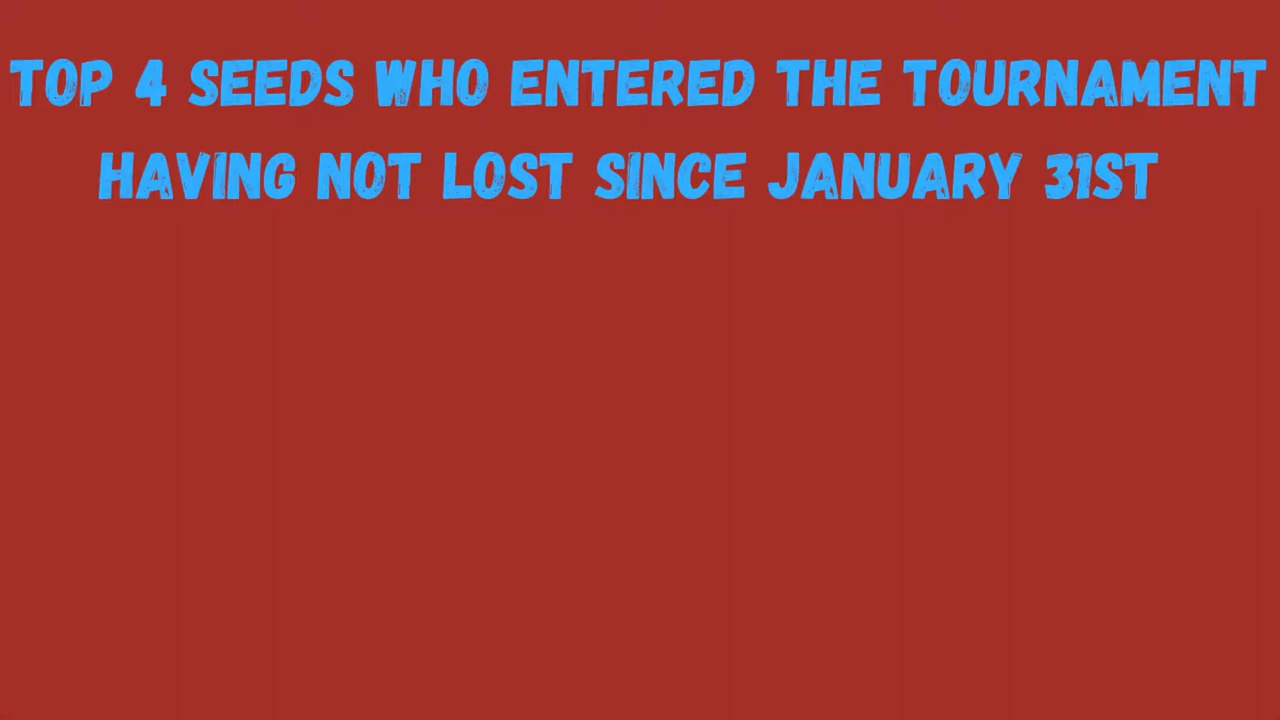 TOP 4 SEEDS WHO ENTERED THE TOURNAMENT
HAVING NOT LOST SINCE JANUARY 31ST